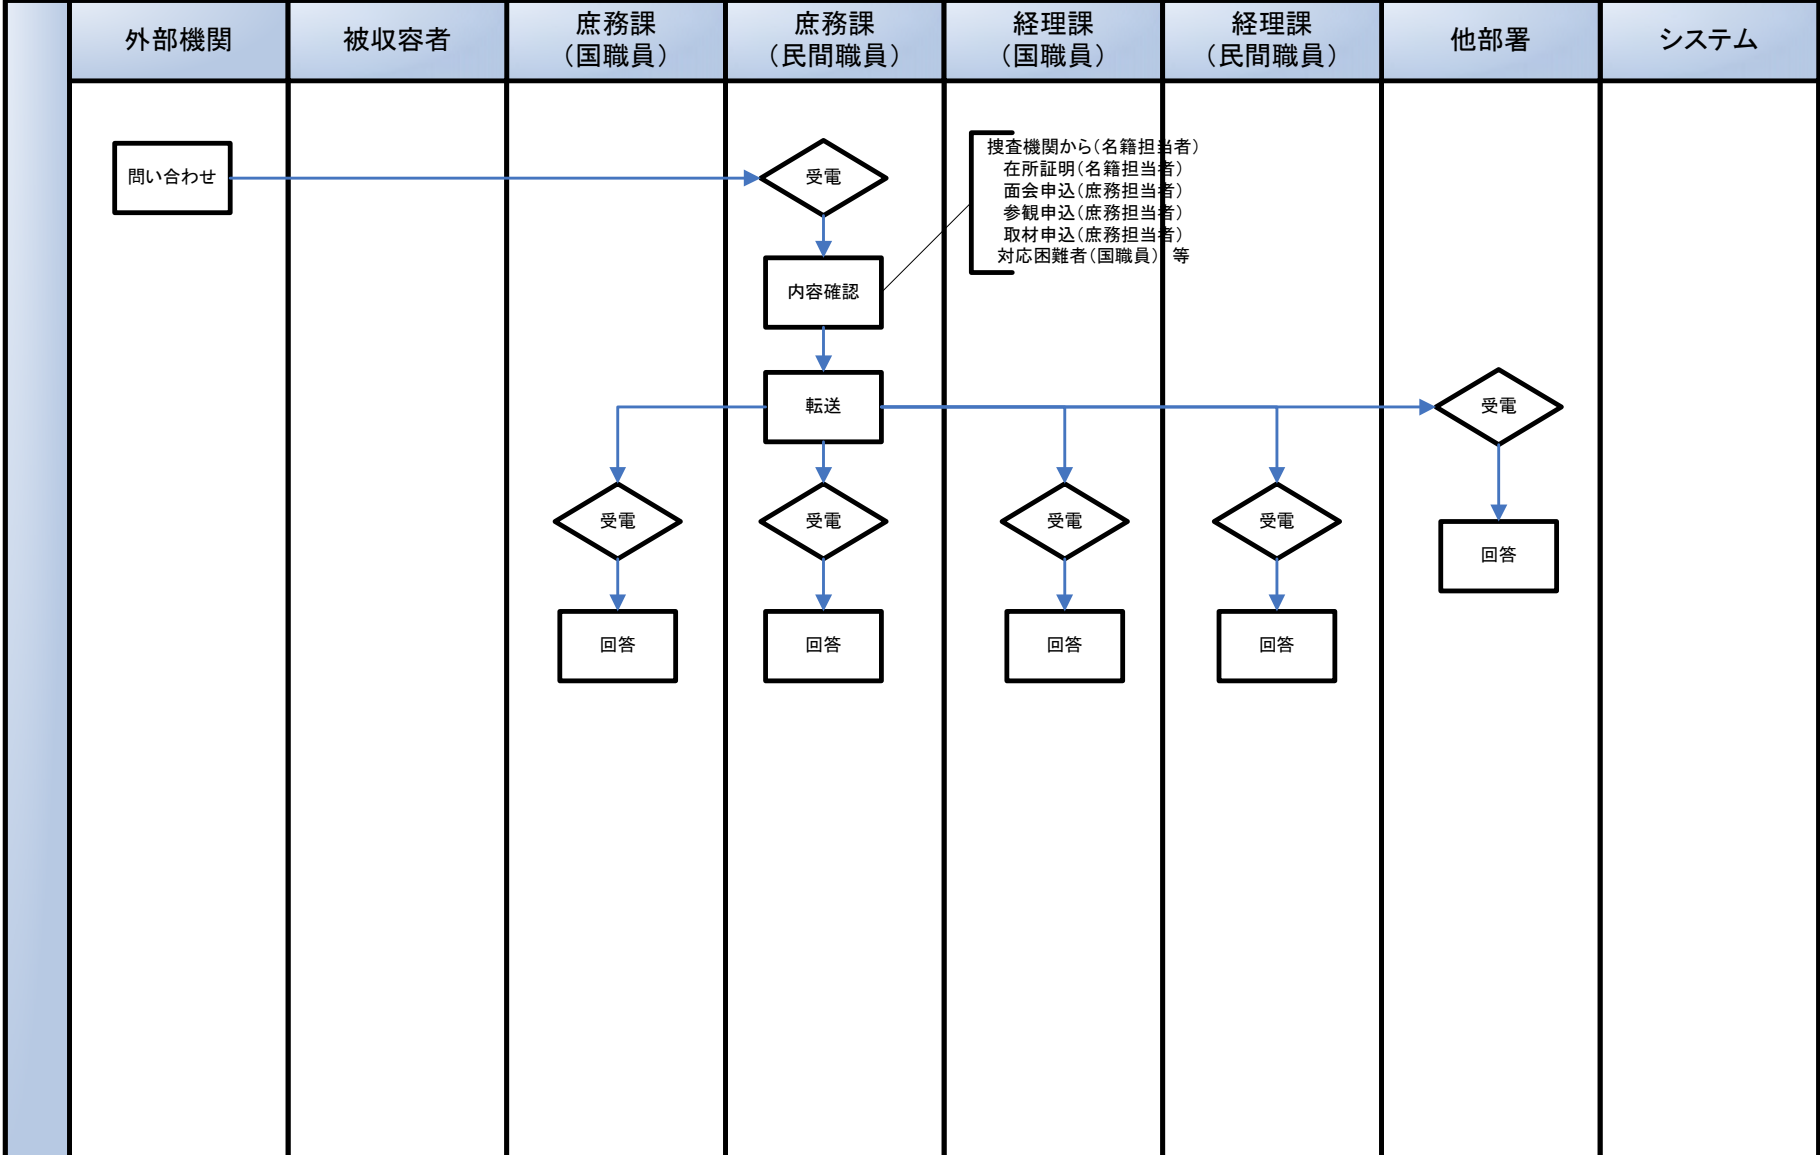 外部機関
被収容者
庶務課
（国職員）
庶務課
（民間職員）
経理課
（国職員）
経理課
（民間職員）
他部署
システム
問い合わせ
受電
捜査機関から（名籍担当者）
在所証明（名籍担当者）
面会申込（庶務担当者）
参観申込（庶務担当者）
取材申込（庶務担当者）
対応困難者（国職員） 等
内容確認
転送
受電
受電
受電
受電
受電
回答
回答
回答
回答
回答